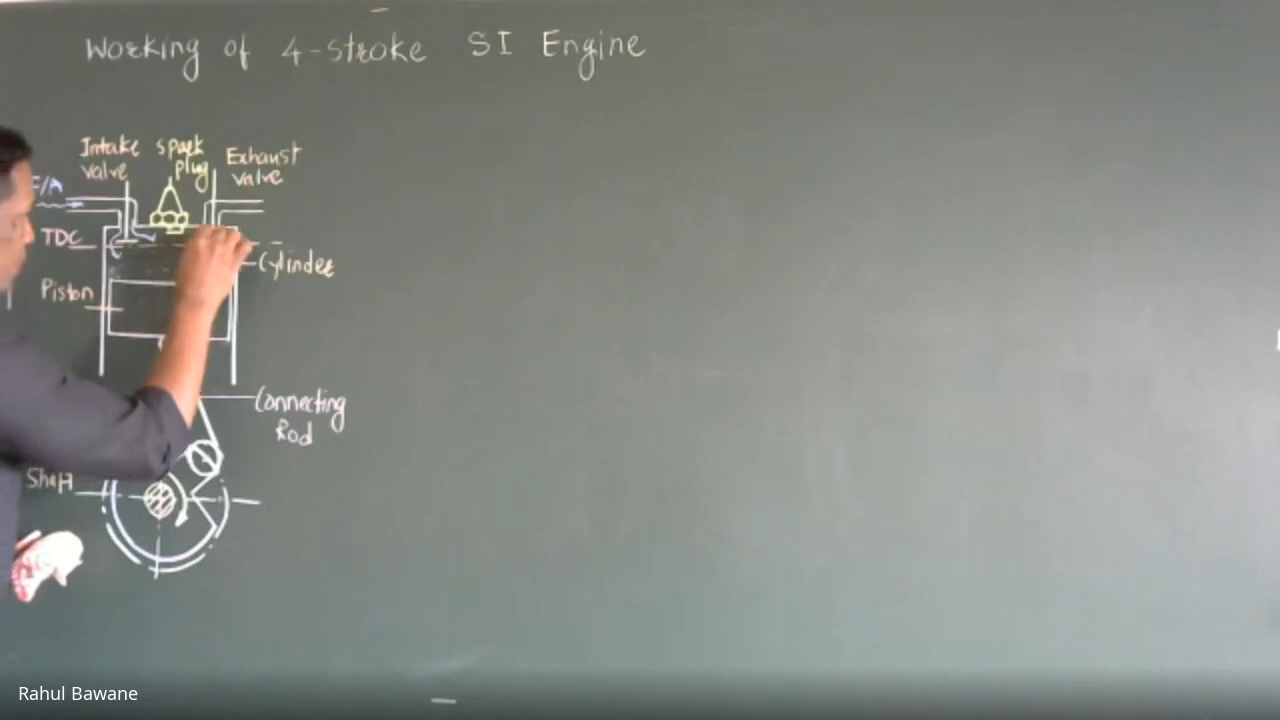 Working of 4-stroke SI Engine
Intake valve
spark plug
Exhaust valve
F/A
TDC
Cylinder
Piston
Connecting Rod
Shaft
Rahul Bawane